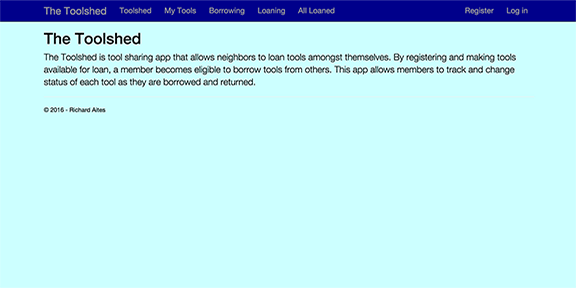 The Toolshed Toolshed My Tools Borrowing Loaning All Loaned Register Log in
The Toolshed
The Toolshed is tool sharing app that allows neighbors to loan tools amongst themselves. By registering and making tools
available for loan, a member becomes eligible to borrow tools from others. This app allows members to track and change
status of each tool as they are borrowed and returned.
© 2016 - Richard Altes